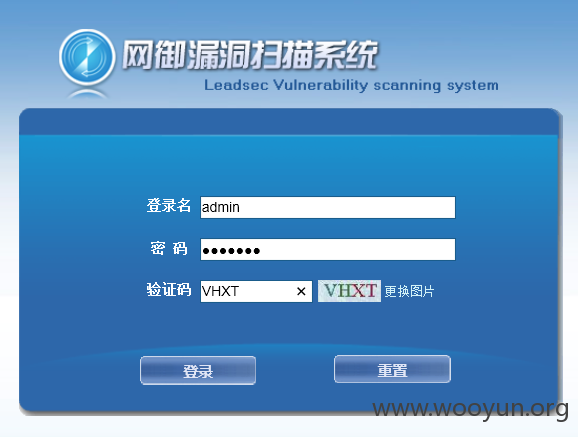 网御漏洞扫描系统
Leadsec Vulnerability scanning system
登录名 admin
密 码 ●●●●●●●
验证码 VHXT × VHXT 更换图片
登录 重置
www.wooyun.org